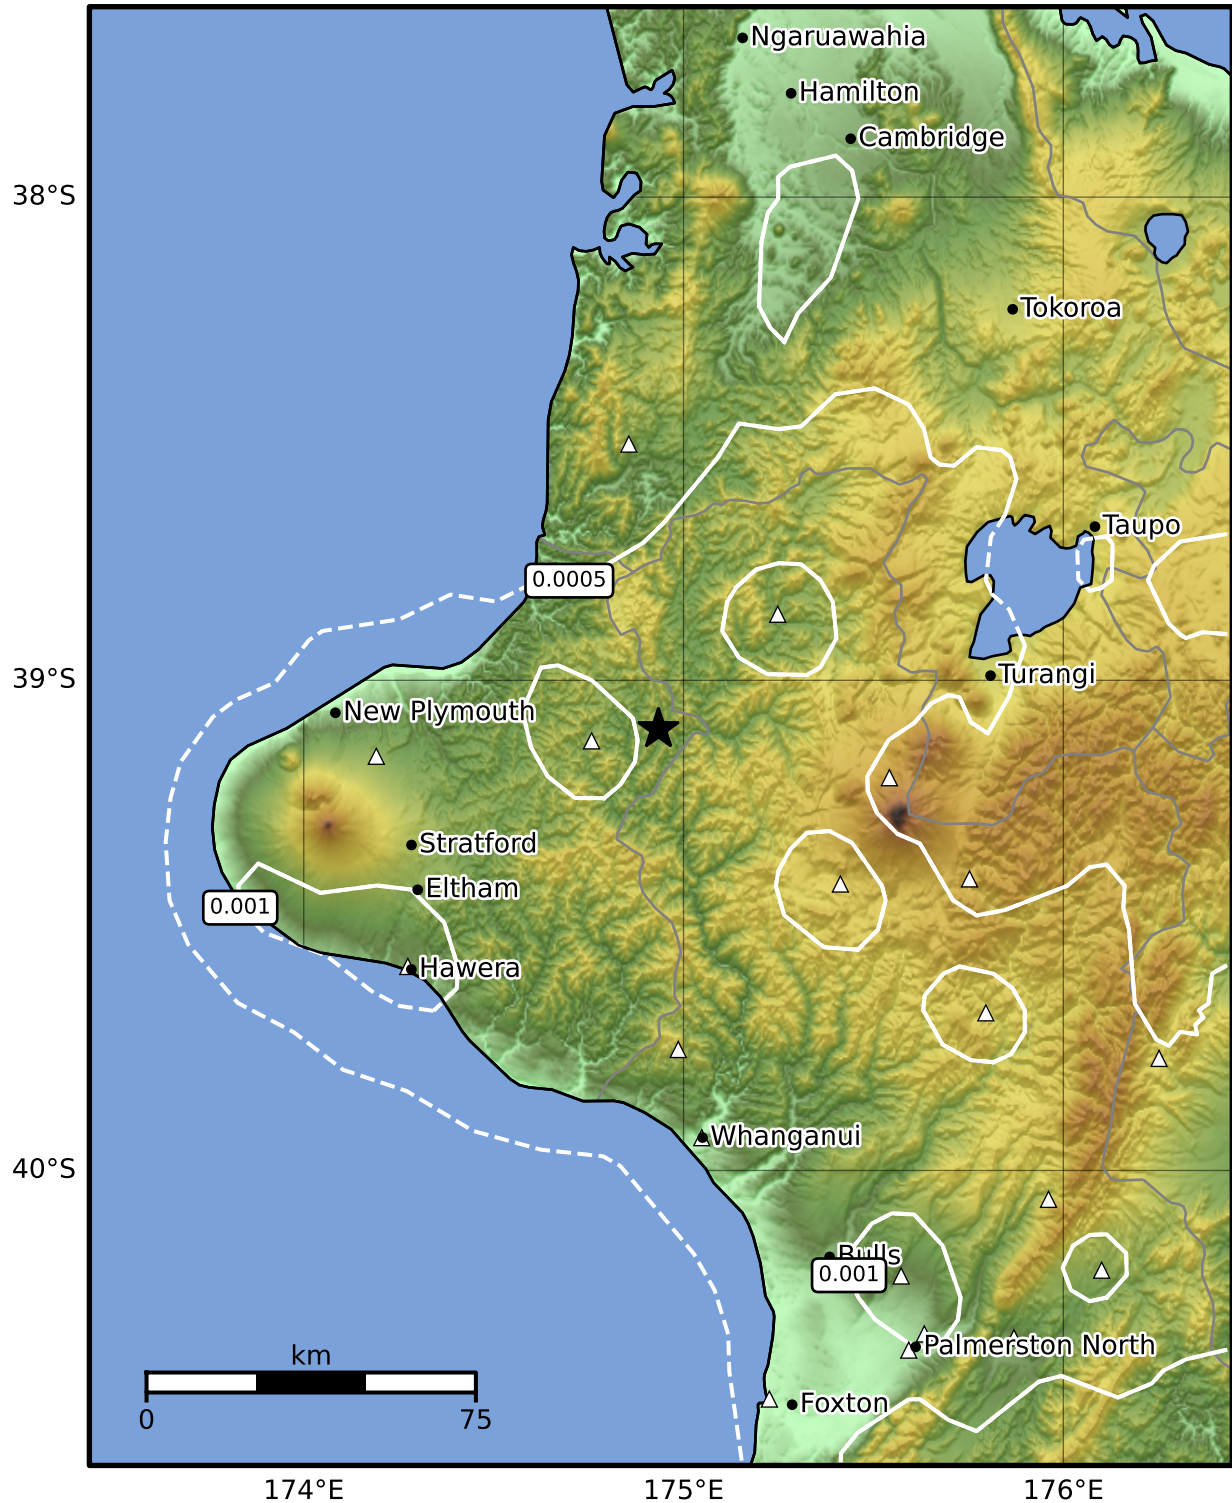 Ngaruawahia
Hamilton
Cambridge
38°S
Tokoroa
Taupo
0.0005
39°S
Turangi
New Plymouth
Stratford
Eltham
0.001
Hawera
Whanganui
40°S
Bulls
0.001
Palmerston North
km
Foxton
0 75
174°E 175°E 176°E